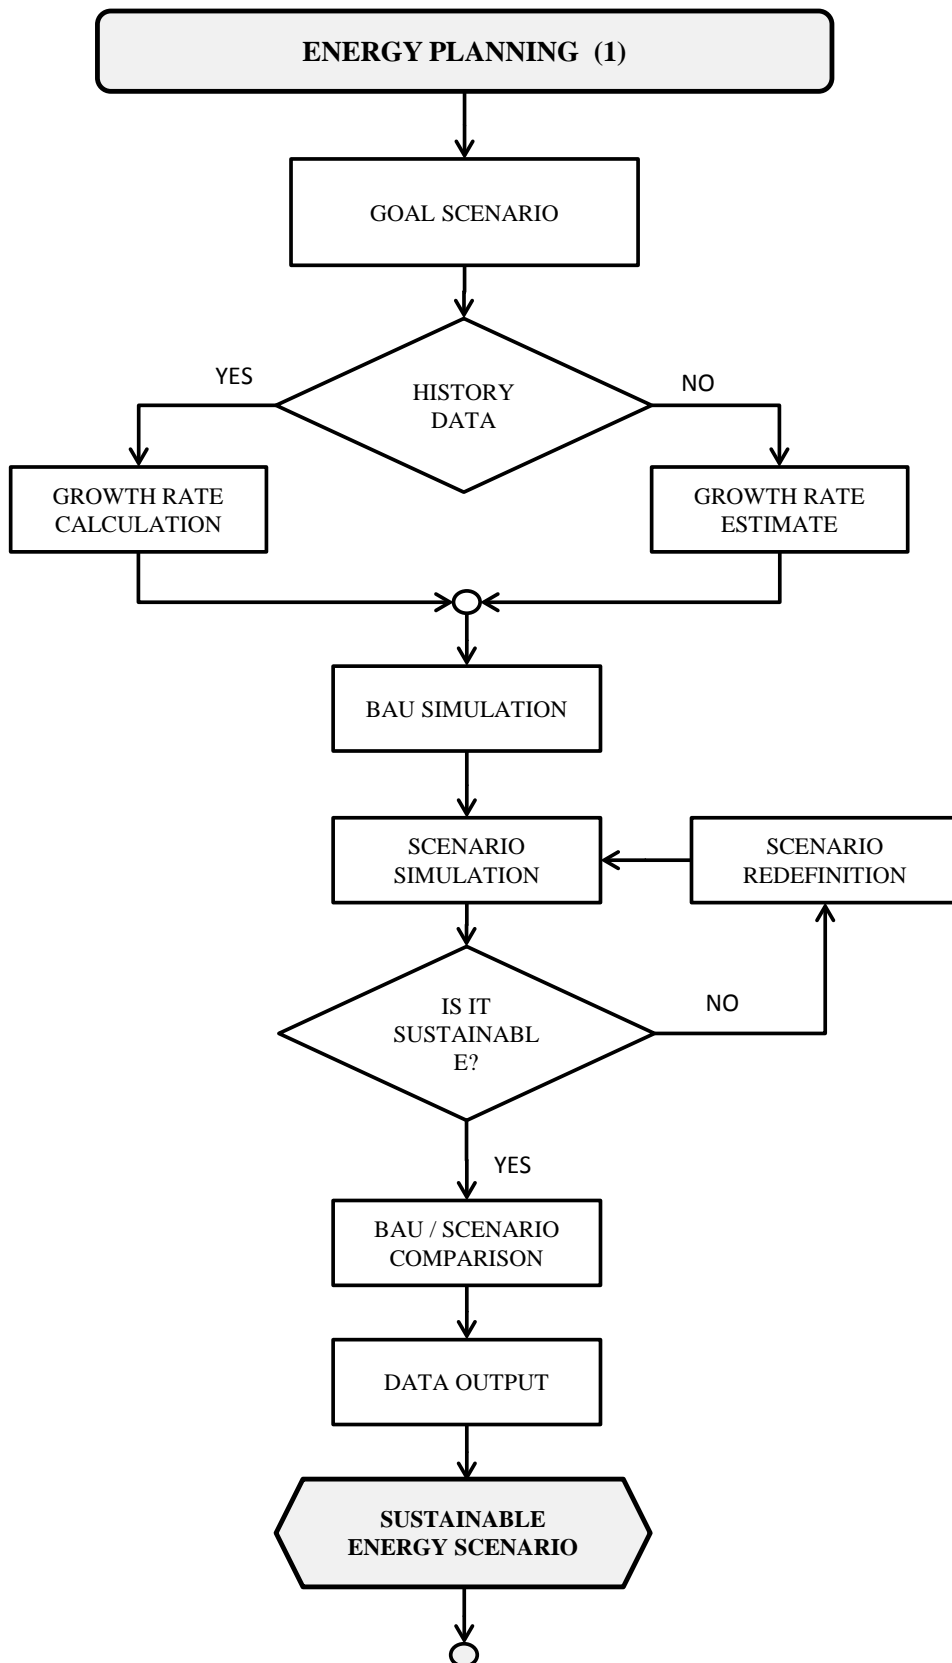 ENERGY PLANNING (1)
GOAL SCENARIO
YES
HISTORY
DATA
NO
GROWTH RATE
CALCULATION
GROWTH RATE
ESTIMATE
BAU SIMULATION
SCENARIO
SIMULATION
SCENARIO
REDEFINITION
IS IT
SUSTAINABL
E?
NO
YES
BAU / SCENARIO
COMPARISON
DATA OUTPUT
SUSTAINABLE
ENERGY SCENARIO